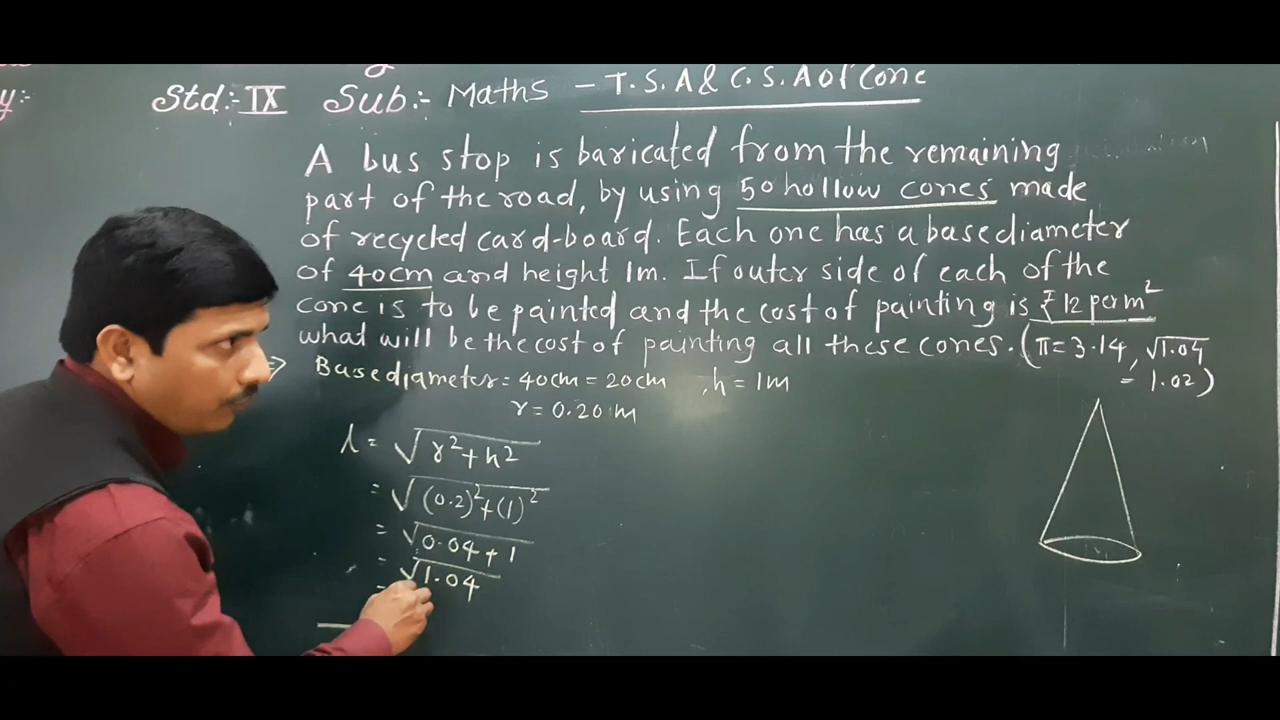 y:-
Std:- IX Sub:- Maths - T.S.A & C.S.A of Cone
A bus stop is baricated from the remaining
part of the road, by using 50 hollow cones made
of recycled card-board. Each one has a base diameter
of 40cm and height 1m. If outer side of each of the
cone is to be painted and the cost of painting is ₹12 per m²
what will be the cost of painting all these cones. (π = 3.14, √1.04
= 1.02)
⇒ Base diameter = 40cm = 20cm , h = 1m
r = 0.20 m
l = √r² + h²
= √(0.2)² + (1)²
= √0.04 + 1
= √1.04
=